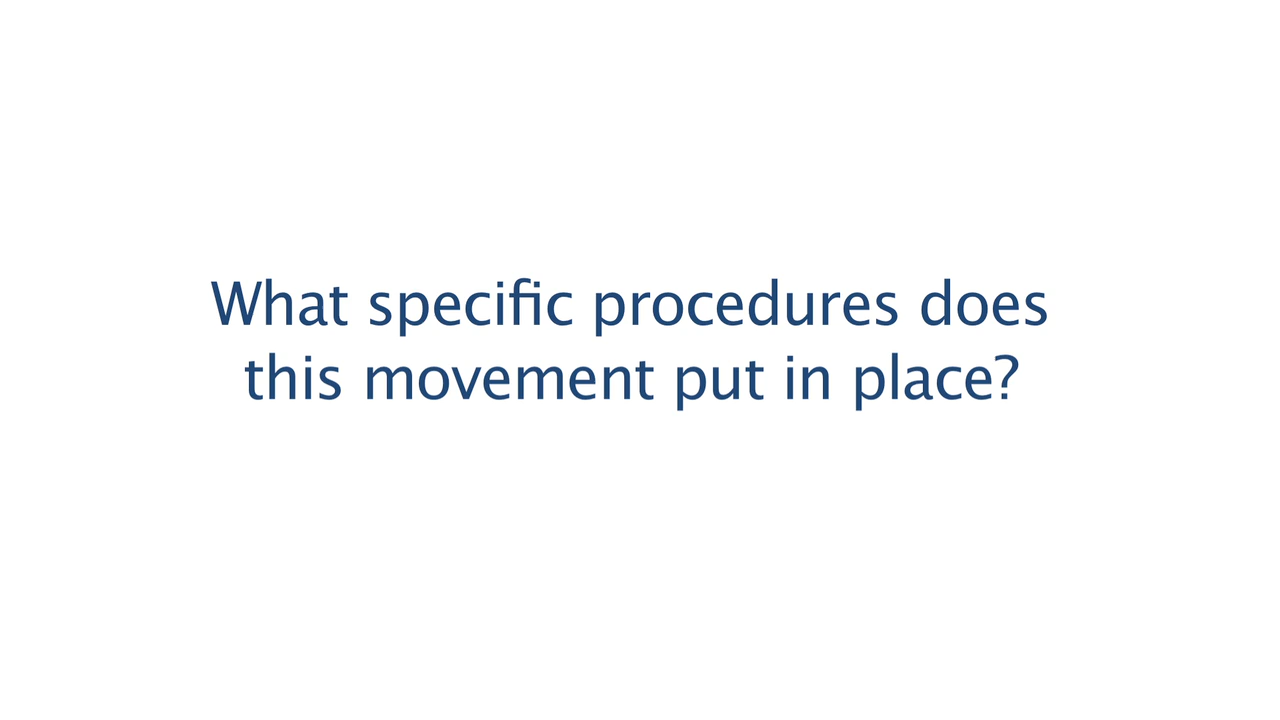 What specific procedures does
this movement put in place?